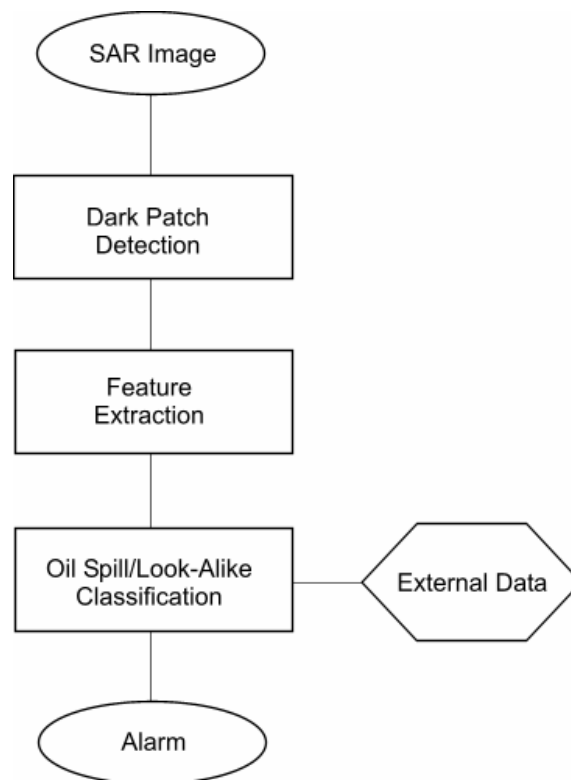 SAR Image
Dark Patch
Detection
Feature
Extraction
Oil Spill/Look-Alike
Classification
External Data
Alarm